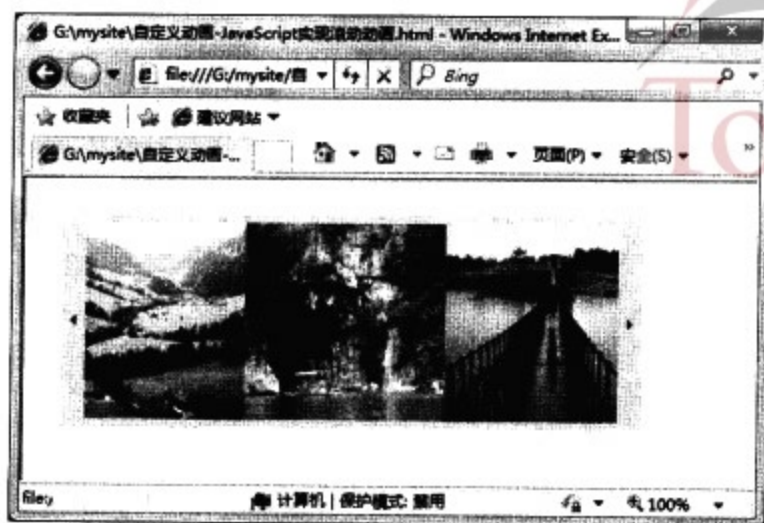 G:\mysite\自定义动画-JavaScript实现滚动动画.html - Windows Internet Ex...
file:///G:/mysite/自
Bing
收藏夹 建议网站
G:\mysite\自定义动画-... 页面(P) 安全(S) »
file:/ 计算机 | 保护模式: 禁用 100%
To